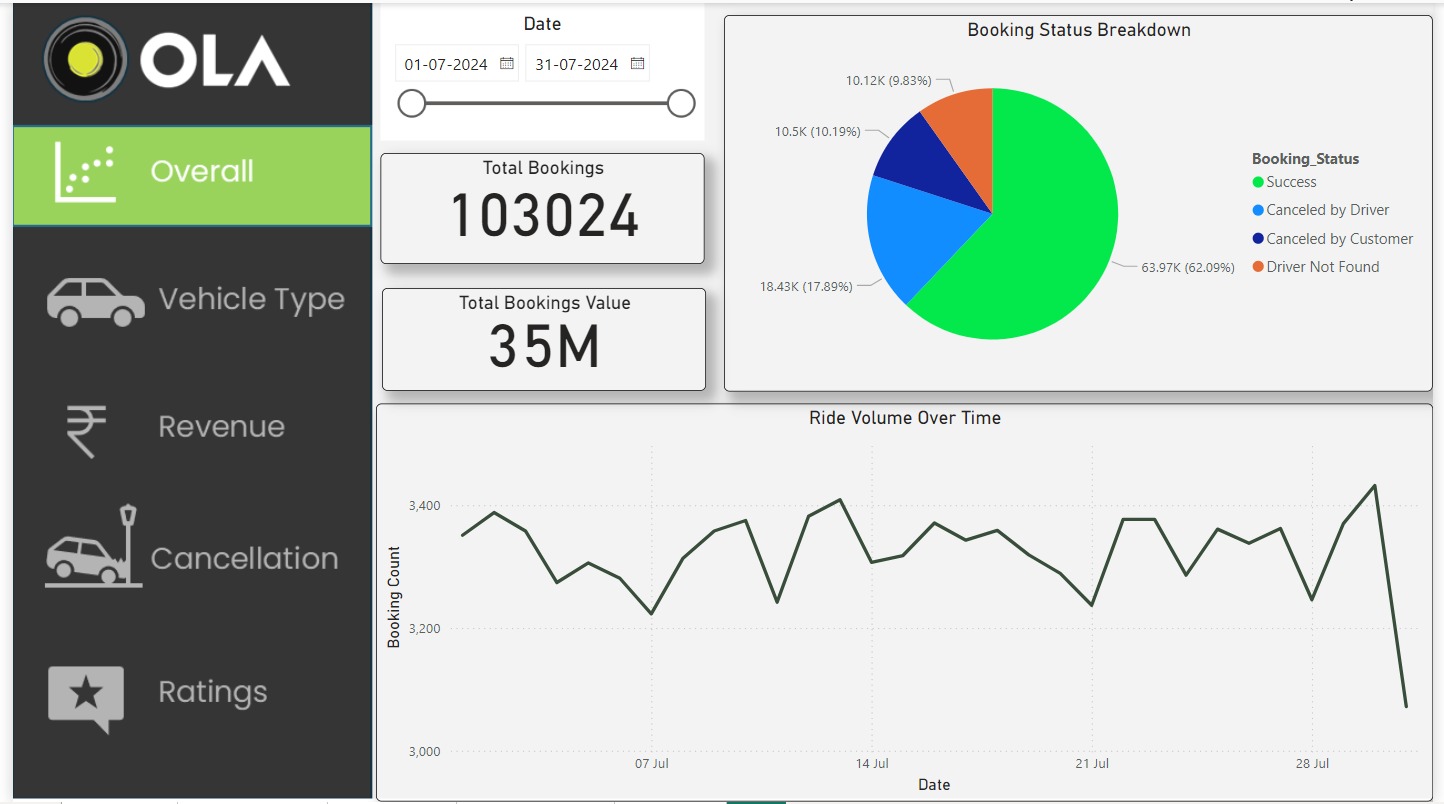 OLA
Overall
Vehicle Type
Revenue
Cancellation
Ratings
Date
01-07-2024 31-07-2024
Total Bookings
103024
Total Bookings Value
35M
Booking Status Breakdown
10.12K (9.83%)
10.5K (10.19%)
18.43K (17.89%)
63.97K (62.09%)
Booking_Status
Success
Canceled by Driver
Canceled by Customer
Driver Not Found
Ride Volume Over Time
Booking Count
3,400
3,200
3,000
07 Jul 14 Jul 21 Jul 28 Jul
Date